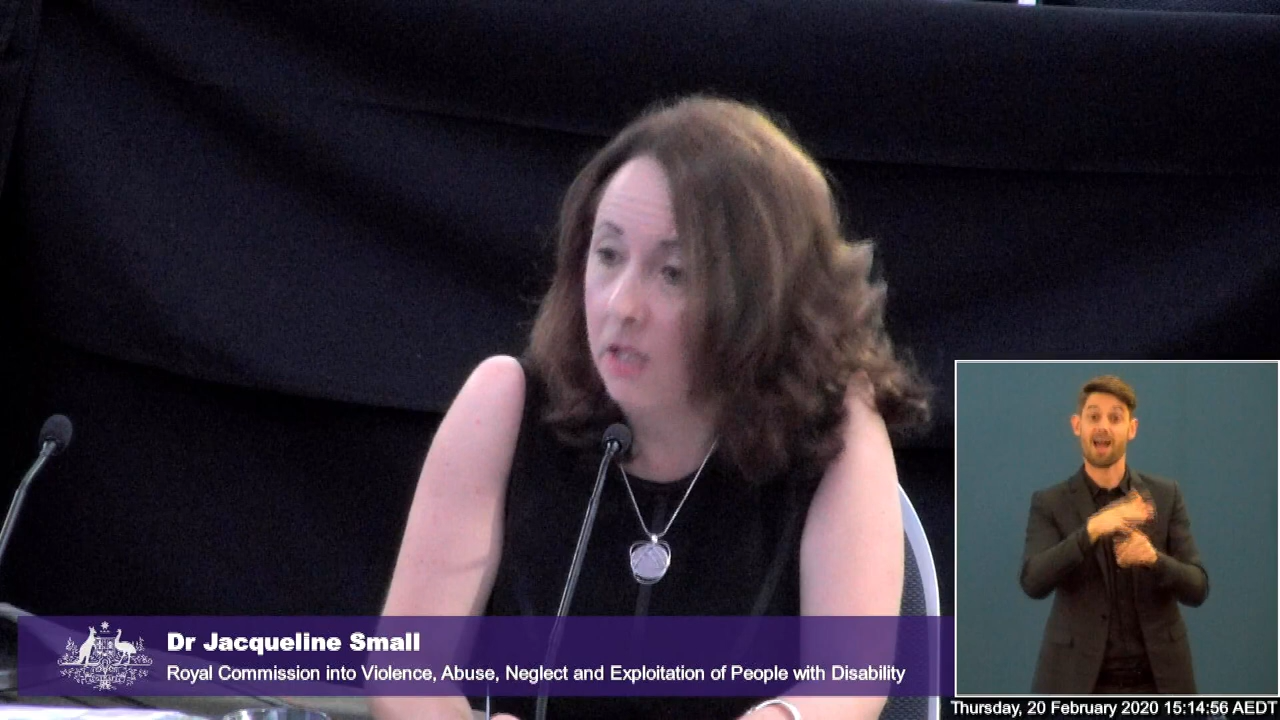 Dr Jacqueline Small
Royal Commission into Violence, Abuse, Neglect and Exploitation of People with Disability
Thursday, 20 February 2020 15:14:56 AEDT